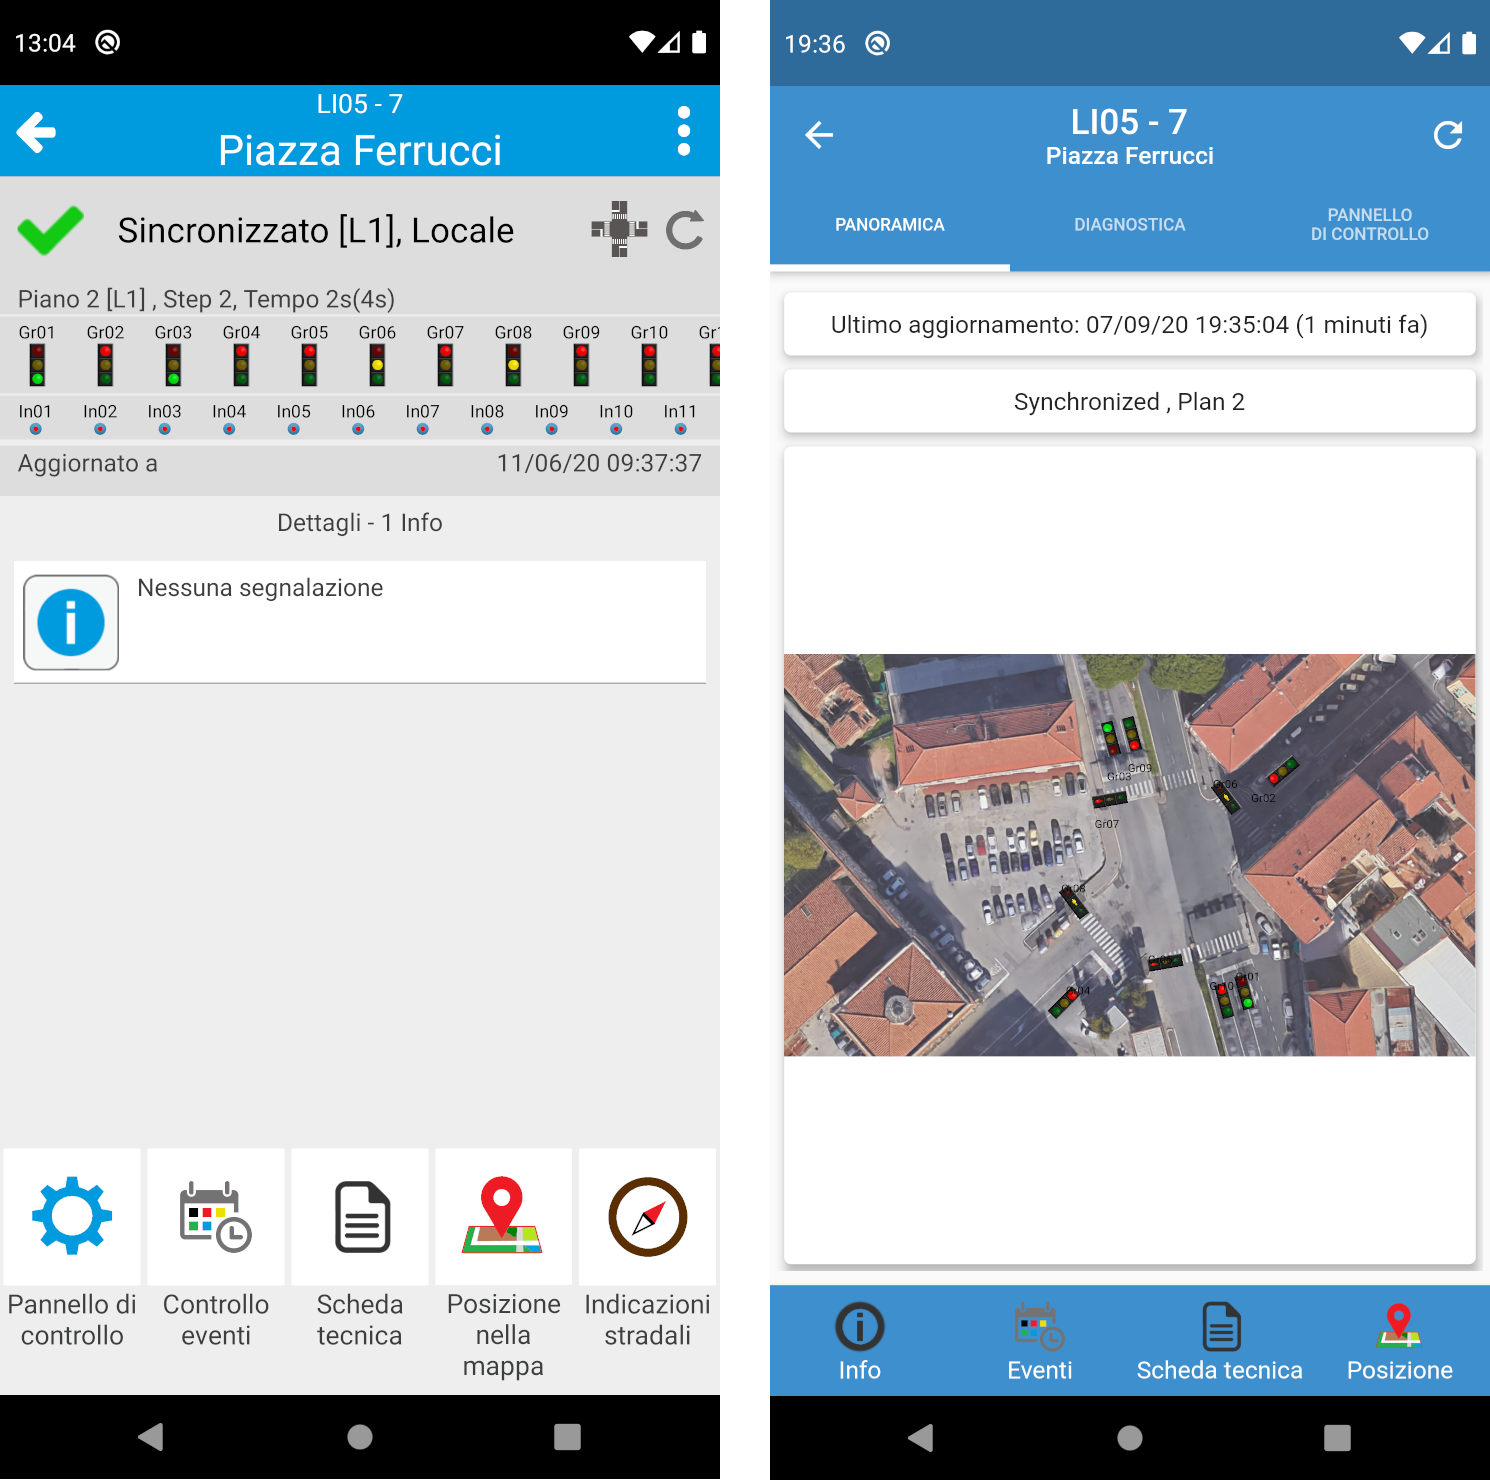 13:04
LI05 - 7
Piazza Ferrucci
Sincronizzato [L1], Locale
Piano 2 [L1] , Step 2, Tempo 2s(4s)
Gr01 Gr02 Gr03 Gr04 Gr05 Gr06 Gr07 Gr08 Gr09 Gr10
In01 In02 In03 In04 In05 In06 In07 In08 In09 In10 In11
Aggiornato a 11/06/20 09:37:37
Dettagli - 1 Info
Nessuna segnalazione
Pannello di
controllo
Controllo
eventi
Scheda
tecnica
Posizione
nella
mappa
Indicazioni
stradali
19:36
LI05 - 7
Piazza Ferrucci
PANORAMICA
DIAGNOSTICA
PANNELLO
DI CONTROLLO
Ultimo aggiornamento: 07/09/20 19:35:04 (1 minuti fa)
Synchronized , Plan 2
Gr09
Gr03
Gr06
Gr02
Gr07
Gr08
Gr01
Gr10
Gr04
Info
Eventi
Scheda tecnica
Posizione